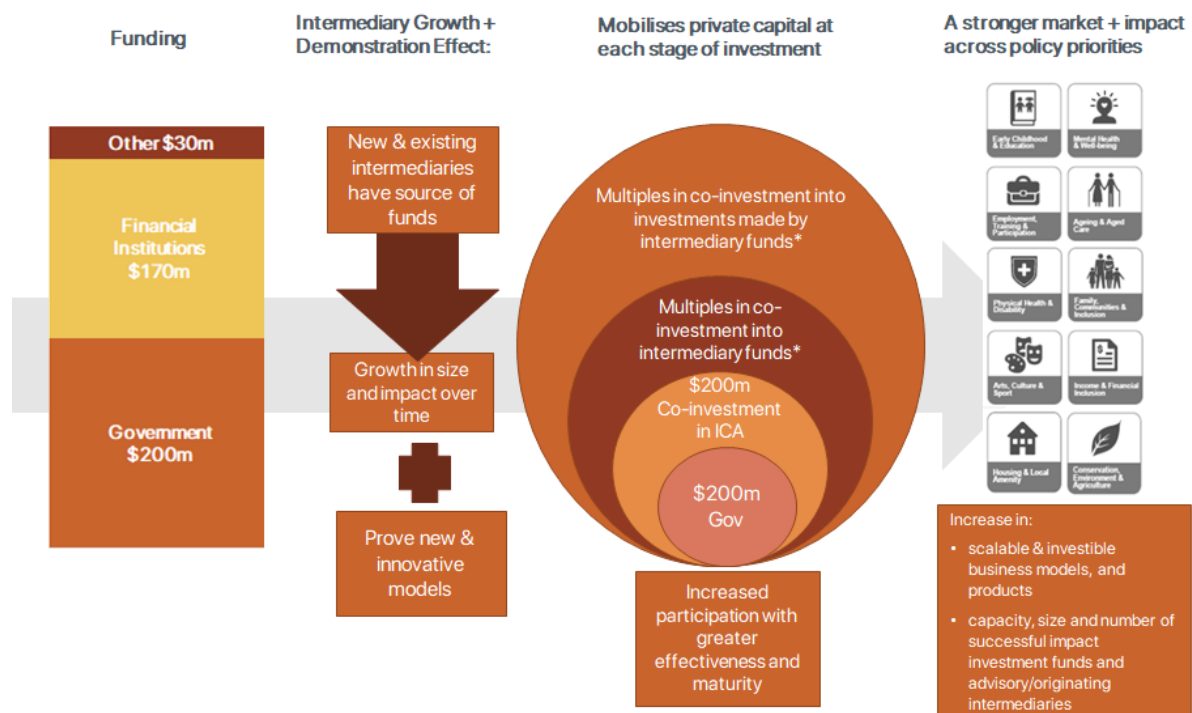 Funding
Intermediary Growth +
Demonstration Effect:
Mobilises private capital at
each stage of investment
A stronger market + impact
across policy priorities
Other $30m
Financial
Institutions
$170m
Government
$200m
New & existing
intermediaries
have source of
funds
Growth in size
and impact over
time
Prove new &
innovative
models
Multiples in co-investment into
investments made by
intermediary funds*
Multiples in co-
investment into
intermediary funds*
$200m
Co-investment
in ICA
$200m
Gov
Increased
participation with
greater
effectiveness and
maturity
Early Childhood
& Education
Mental Health
& Well-being
Employment,
Training &
Participation
Ageing & Aged
Care
Physical Health &
Disability
Family,
Communities &
Inclusion
Arts, Culture &
Sport
$
Income & Financial
Inclusion
Housing & Local
Amenity
Conservation,
Environment &
Agriculture
Increase in:
• scalable & investible
business models, and
products
• capacity, size and number of
successful impact
investment funds and
advisory/originating
intermediaries